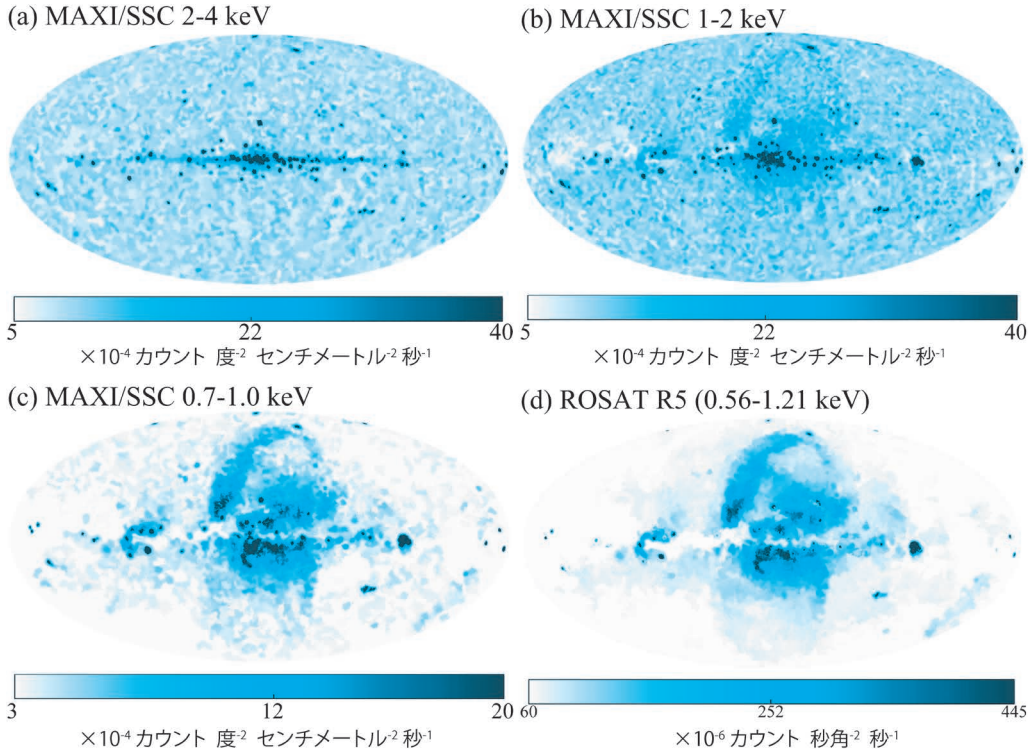 (a) MAXI/SSC 2-4 keV
(b) MAXI/SSC 1-2 keV
5 22 40
×10⁻⁴ カウント 度⁻² センチメートル⁻² 秒⁻¹
5 22 40
×10⁻⁴ カウント 度⁻² センチメートル⁻² 秒⁻¹
(c) MAXI/SSC 0.7-1.0 keV
(d) ROSAT R5 (0.56-1.21 keV)
3 12 20
×10⁻⁴ カウント 度⁻² センチメートル⁻² 秒⁻¹
60 252 445
×10⁻⁶ カウント 秒角⁻² 秒⁻¹